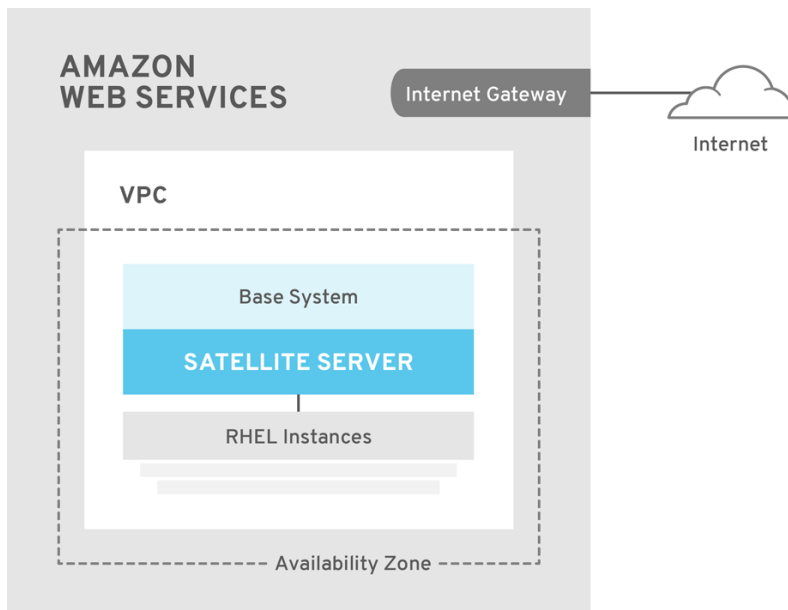 AMAZON
WEB SERVICES
Internet Gateway
Internet
VPC
Base System
SATELLITE SERVER
RHEL Instances
Availability Zone